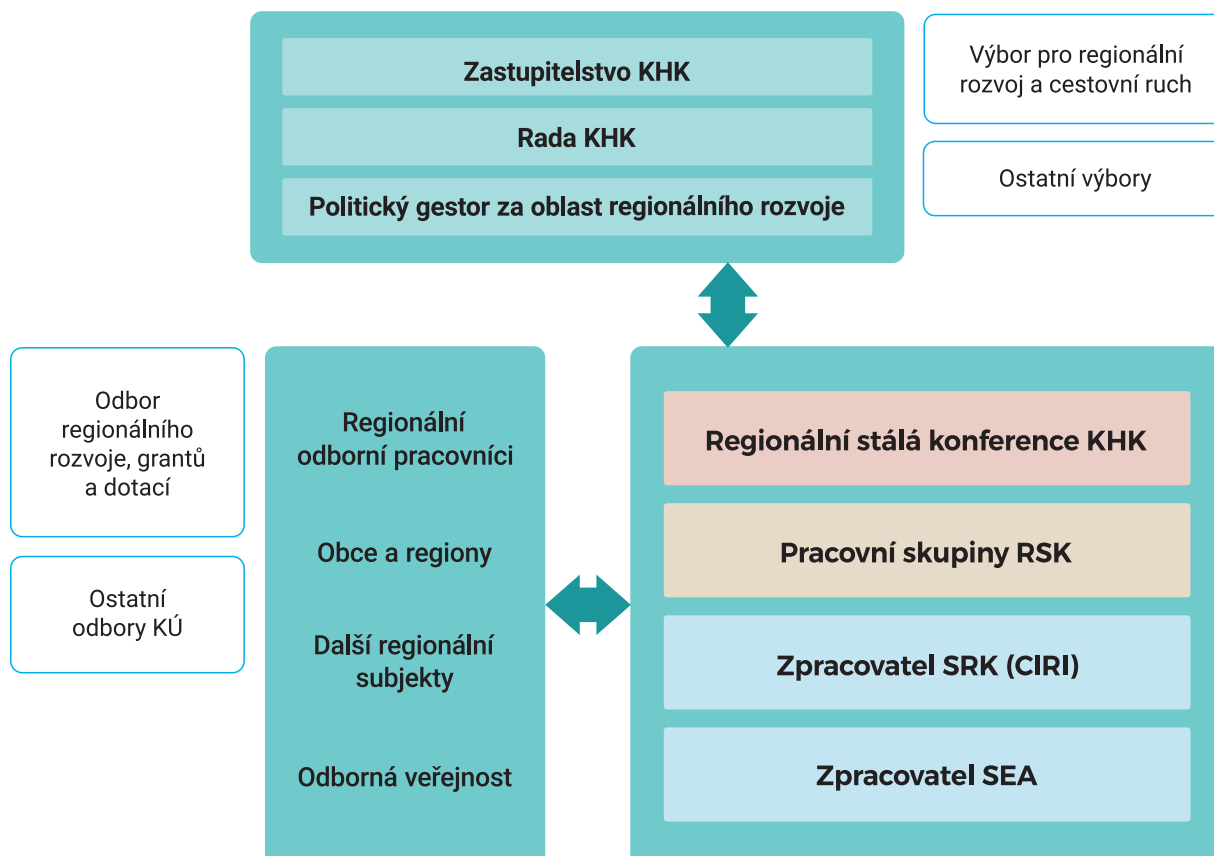 Zastupitelstvo KHK
Rada KHK
Politický gestor za oblast regionálního rozvoje
Výbor pro regionální
rozvoj a cestovní ruch
Ostatní výbory
Odbor
regionálního
rozvoje, grantů
a dotací
Ostatní
odbory KÚ
Regionální
odborní pracovníci
Obce a regiony
Další regionální
subjekty
Odborná veřejnost
Regionální stálá konference KHK
Pracovní skupiny RSK
Zpracovatel SRK (CIRI)
Zpracovatel SEA